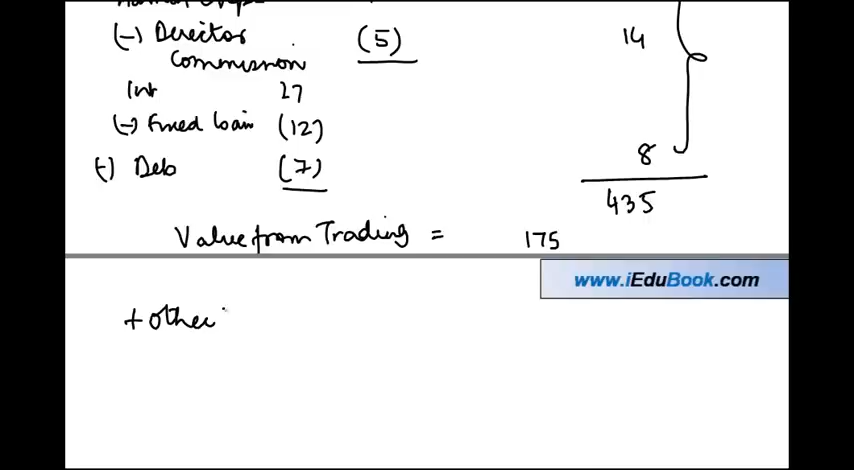 (-) Director (5)
Commission 14
Int 27
(-) Fixed loan (12)
8
(-) Deb (7)
435
Value from Trading = 175
www.iEduBook.com
+ other